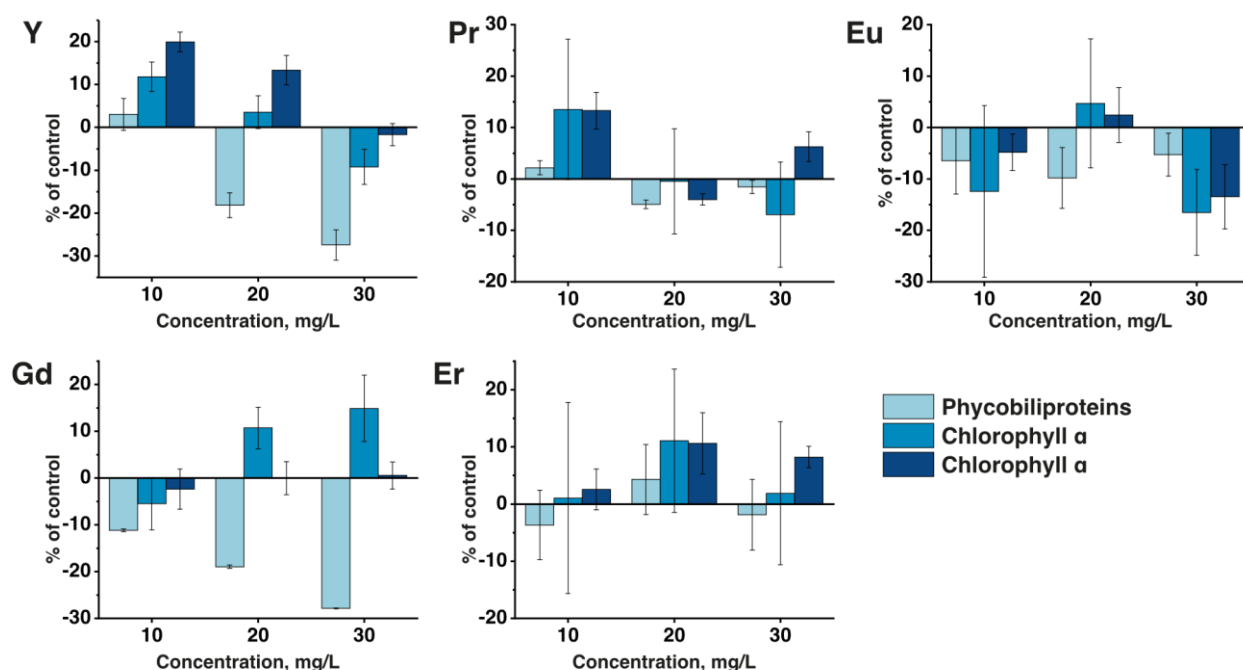 Y
% of control
20
10
0
-10
-20
-30
10 20 30
Concentration, mg/L
Pr
% of control
30
20
10
0
-10
-20
10 20 30
Concentration, mg/L
Eu
% of control
20
10
0
-10
-20
-30
10 20 30
Concentration, mg/L
Gd
% of control
20
10
0
-10
-20
-30
10 20 30
Concentration, mg/L
Er
% of control
30
20
10
0
-10
-20
10 20 30
Concentration, mg/L
Phycobiliproteins
Chlorophyll α
Chlorophyll α